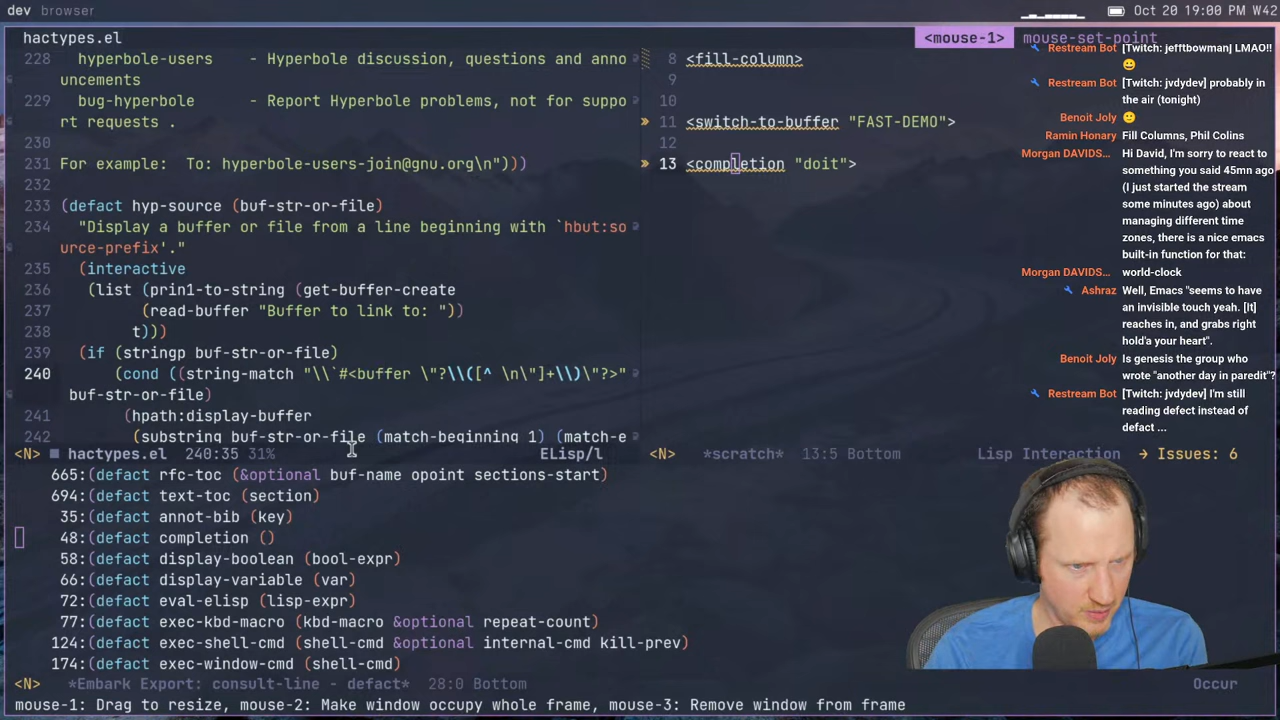 dev browser
Oct 20 19:00 PM W42
hactypes.el
<mouse-1> mouse-set-point
228 hyperbole-users - Hyperbole discussion, questions and anno
uncements
229 bug-hyperbole - Report Hyperbole problems, not for suppo
rt requests .
230
231 For example: To: hyperbole-users-join@gnu.org\n")))
232
233 (defact hyp-source (buf-str-or-file)
234 "Display a buffer or file from a line beginning with `hbut:so
urce-prefix'."
235 (interactive
236 (list (prin1-to-string (get-buffer-create
237 (read-buffer "Buffer to link to: "))
238 t)))
239 (if (stringp buf-str-or-file)
240 (cond ((string-match "\\`#<buffer \"?\\([^ \n\"]+\\)\"?>"
buf-str-or-file)
241 (hpath:display-buffer
242 (substring buf-str-or-file (match-beginning 1) (match-e
<N> hactypes.el 240:35 31% ELisp/l
8 <fill-column>
9
10
11 <switch-to-buffer "FAST-DEMO">
12
13 <completion "doit">
<N> *scratch* 13:5 Bottom Lisp Interaction → Issues: 6
Restream Bot [Twitch: jefftbowman] LMAO!!
😀
Restream Bot [Twitch: jvdydev] probably in
the air (tonight)
Benoit Joly 🙂
Ramin Honary Fill Columns, Phil Colins
Morgan DAVIDS... Hi David, I'm sorry to react to
something you said 45mn ago
(I just started the stream
some minutes ago) about
managing different time
zones, there is a nice emacs
built-in function for that:
Morgan DAVIDS... world-clock
Ashraz Well, Emacs "seems to have
an invisible touch yeah. [It]
reaches in, and grabs right
hold'a your heart".
Benoit Joly Is genesis the group who
wrote "another day in paredit"?
Restream Bot [Twitch: jvdydev] I'm still
reading defect instead of
defact ...
665:(defact rfc-toc (&optional buf-name opoint sections-start)
694:(defact text-toc (section)
35:(defact annot-bib (key)
48:(defact completion ()
58:(defact display-boolean (bool-expr)
66:(defact display-variable (var)
72:(defact eval-elisp (lisp-expr)
77:(defact exec-kbd-macro (kbd-macro &optional repeat-count)
124:(defact exec-shell-cmd (shell-cmd &optional internal-cmd kill-prev)
174:(defact exec-window-cmd (shell-cmd)
<N> *Embark Export: consult-line - defact* 28:0 Bottom Occur
mouse-1: Drag to resize, mouse-2: Make window occupy whole frame, mouse-3: Remove window from frame